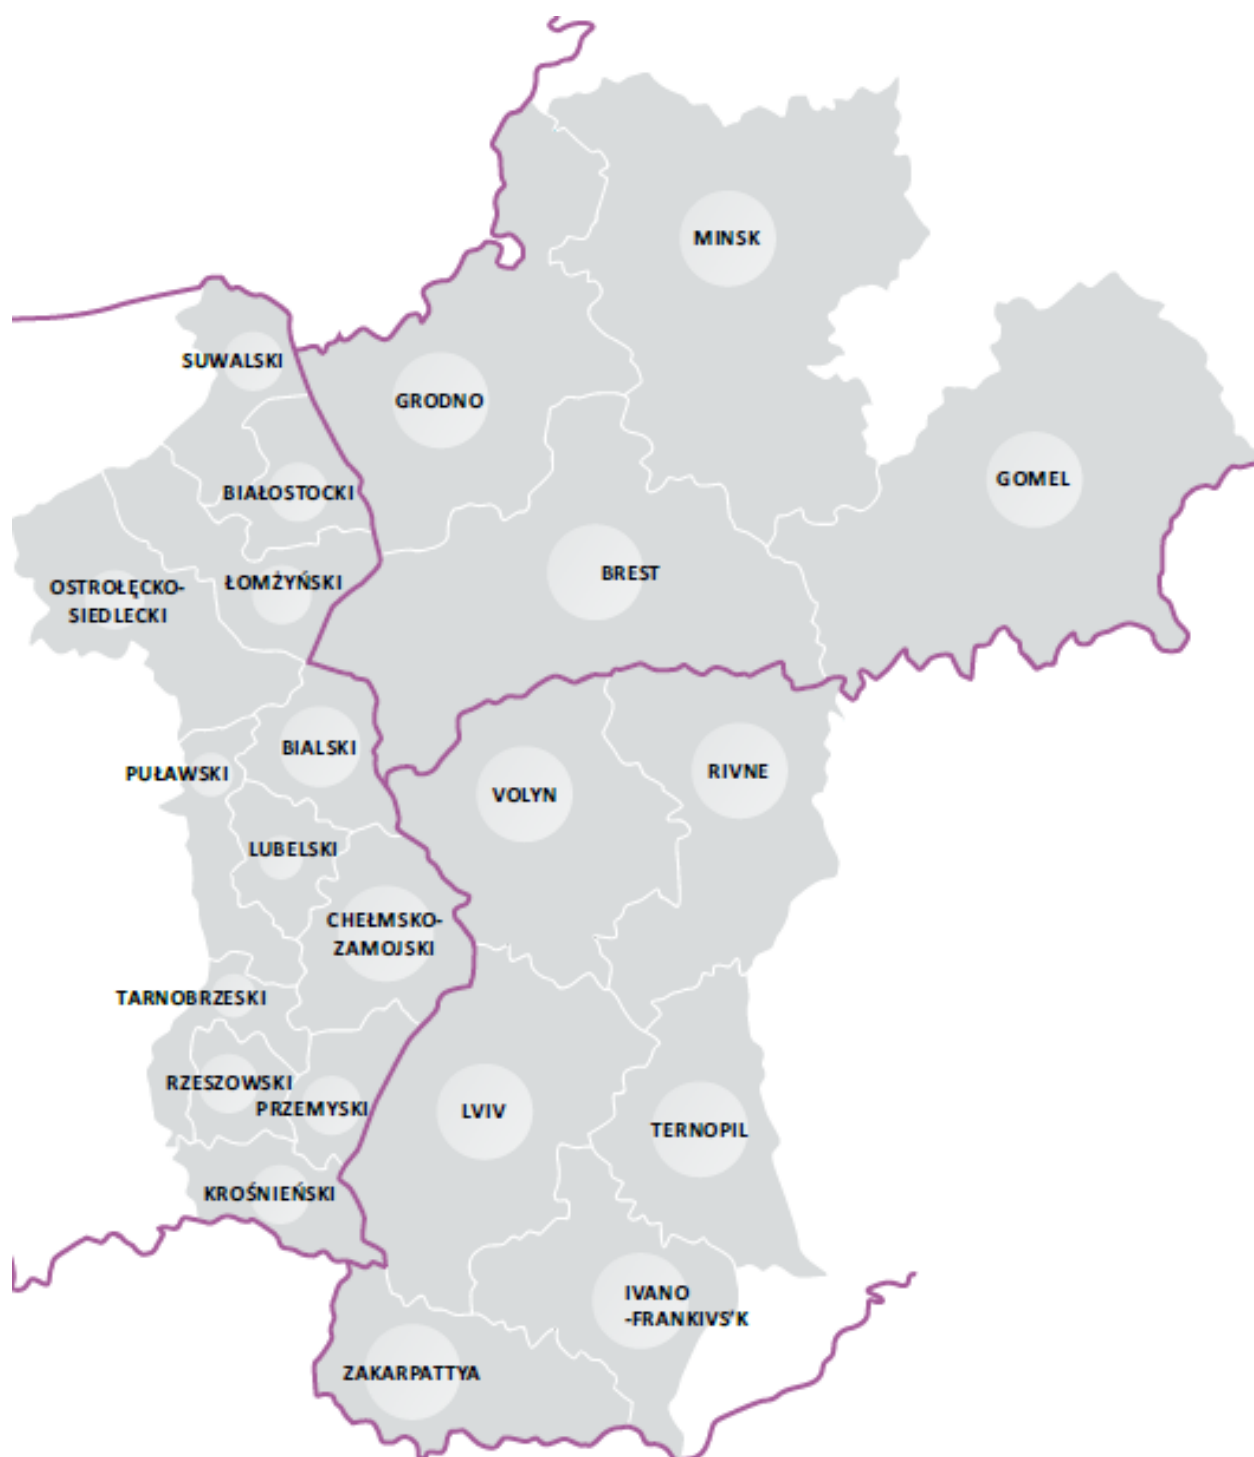 MINSK
SUWALSKI
GRODNO
GOMEL
BIAŁOSTOCKI
BREST
ŁOMŻYŃSKI
OSTROŁĘCKO-
SIEDLECKI
BIALSKI
PUŁAWSKI
RIVNE
VOLYN
LUBELSKI
CHEŁMSKO-
ZAMOJSKI
TARNOBRZESKI
RZESZOWSKI
PRZEMYSKI
LVIV
TERNOPIL
KROŚNIEŃSKI
IVANO
-FRANKIVS’K
ZAKARPATTYA